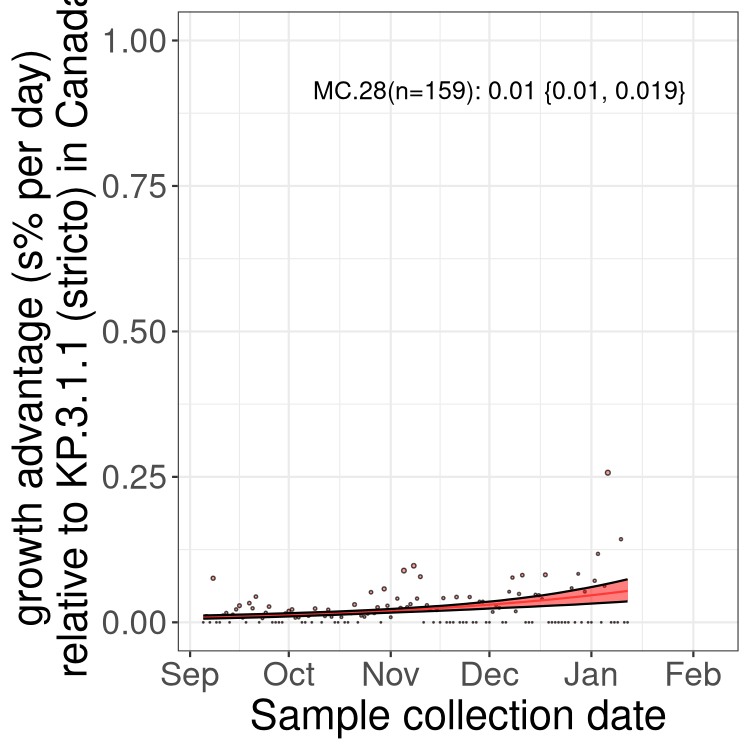 growth advantage (s% per day)
relative to KP.3.1.1 (stricto) in Canada
1.00
0.75
0.50
0.25
0.00
MC.28(n=159): 0.01 {0.01, 0.019}
Sep Oct Nov Dec Jan Feb
Sample collection date